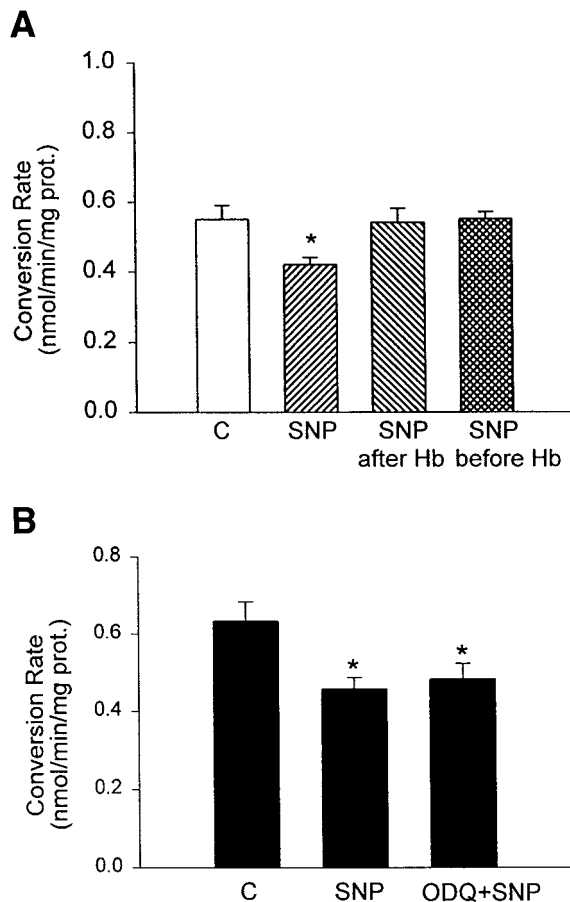 A
Conversion Rate
(nmol/min/mg prot.)
1.0
0.8
0.6
0.4
0.2
0.0
*
C
SNP
SNP
after Hb
SNP
before Hb
B
Conversion Rate
(nmol/min/mg prot.)
0.8
0.6
0.4
0.2
0.0
*
*
C
SNP
ODQ+SNP